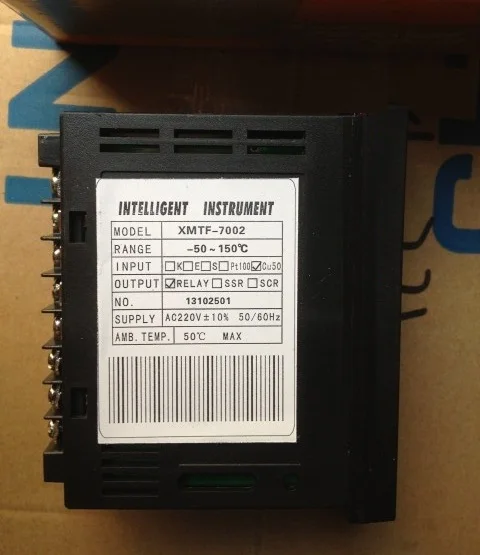 INTELLIGENT INSTRUMENT
MODEL XMTF-7002
RANGE -50~150℃
INPUT ☐K☐E☐S☐Pt100☑Cu50
OUTPUT ☑RELAY☐SSR☐SCR
NO. 13102501
SUPPLY AC220V±10% 50/60Hz
AMB.TEMP. 50℃ MAX